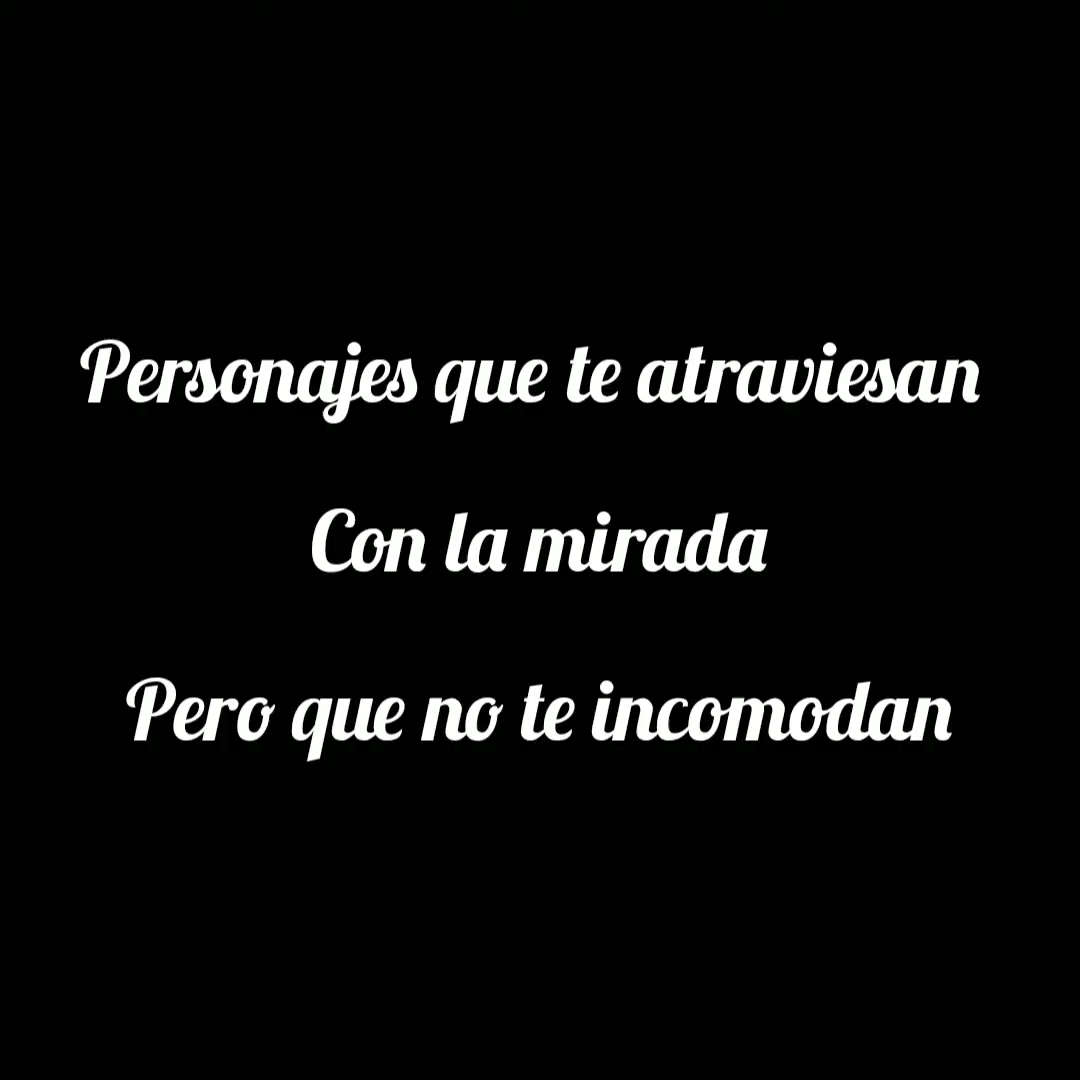 Personajes que te atraviesan
Con la mirada
Pero que no te incomodan